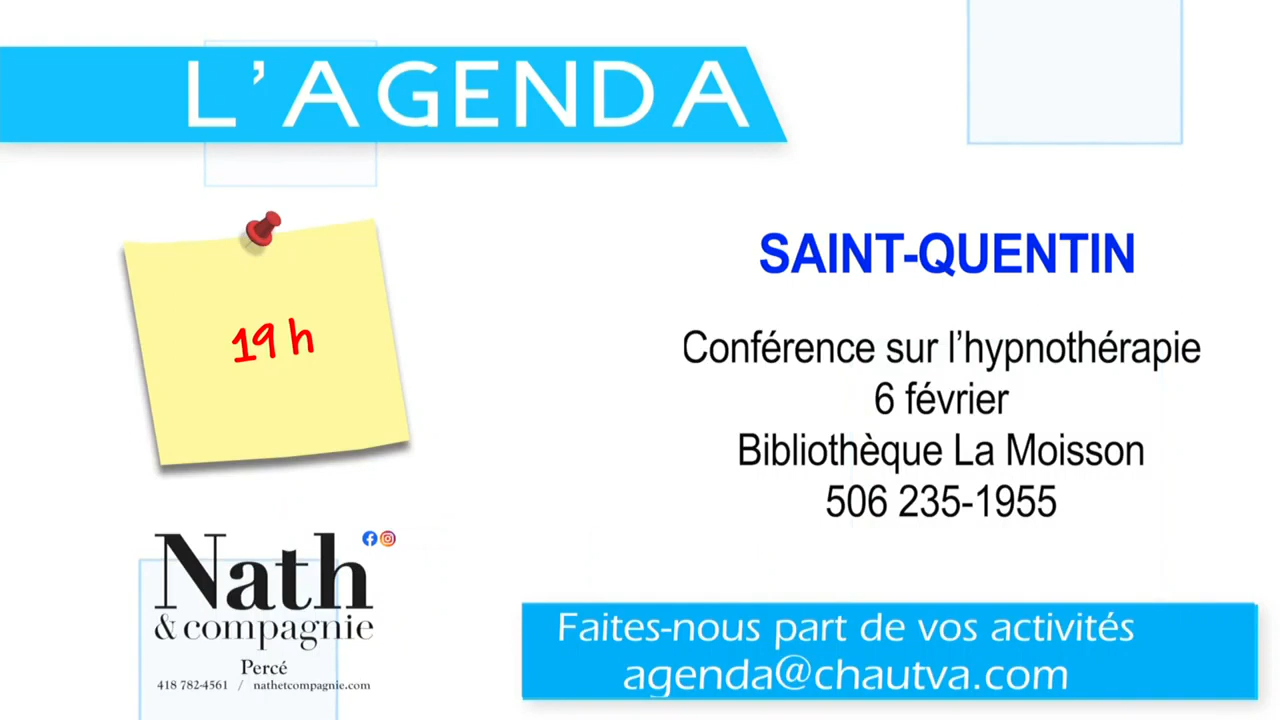 L'AGENDA
19 h
SAINT-QUENTIN
Conférence sur l'hypnothérapie
6 février
Bibliothèque La Moisson
506 235-1955
Nath
& compagnie
Percé
418 782-4561 / nathetcompagnie.com
Faites-nous part de vos activités
agenda@chautva.com